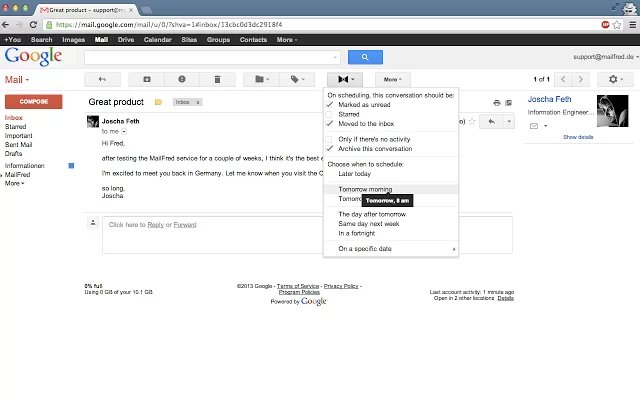 Great product – support@ma
https://mail.google.com/mail/u/0/?shva=1#inbox/13cbc0d3dc2918f4
+You Search Images Mail Drive Calendar Sites Groups Contacts More
Google
support@mailfred.de
Mail
More
1 of 1
COMPOSE
Inbox
Starred
Important
Sent Mail
Drafts
Informationen
MailFred
More
Great product
Inbox x
Joscha Feth
to me
Hi Fred,
after testing the MailFred service for a couple of weeks, I think it's the best
I'm excited to meet you back in Germany. Let me know when you visit the
so long,
Joscha
Click here to Reply or Forward
On scheduling, this conversation should be:
Marked as unread
Starred
Moved to the inbox
Only if there's no activity
Archive this conversation
Choose when to schedule:
Later today
Tomorrow morning
Tomorrow, 8 am
The day after tomorrow
Same day next week
In a fortnight
On a specific date
Joscha Feth
Information Engineer...
Show details
0% full
Using 0 GB of your 10.1 GB
©2013 Google - Terms of Service - Privacy Policy -
Program Policies
Powered by Google
Last account activity: 1 minute ago
Open in 2 other locations Details